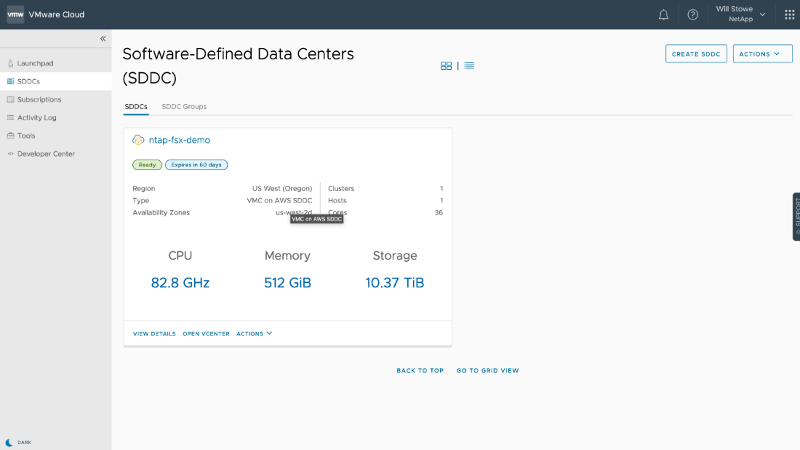 vmw VMware Cloud
Will Stowe
NetApp
«
Launchpad
SDDCs
Subscriptions
Activity Log
Tools
Developer Center
DARK
Software-Defined Data Centers
(SDDC)
CREATE SDDC
ACTIONS
SDDCs SDDC Groups
ntap-fsx-demo
Ready Expires in 60 days
Region US West (Oregon) Clusters 1
Type VMC on AWS SDDC Hosts 1
Availability Zones us-west-2d Cores 36
VMC on AWS SDDC
CPU Memory Storage
82.8 GHz 512 GiB 10.37 TiB
VIEW DETAILS OPEN VCENTER ACTIONS
BACK TO TOP GO TO GRID VIEW
SUPPORT